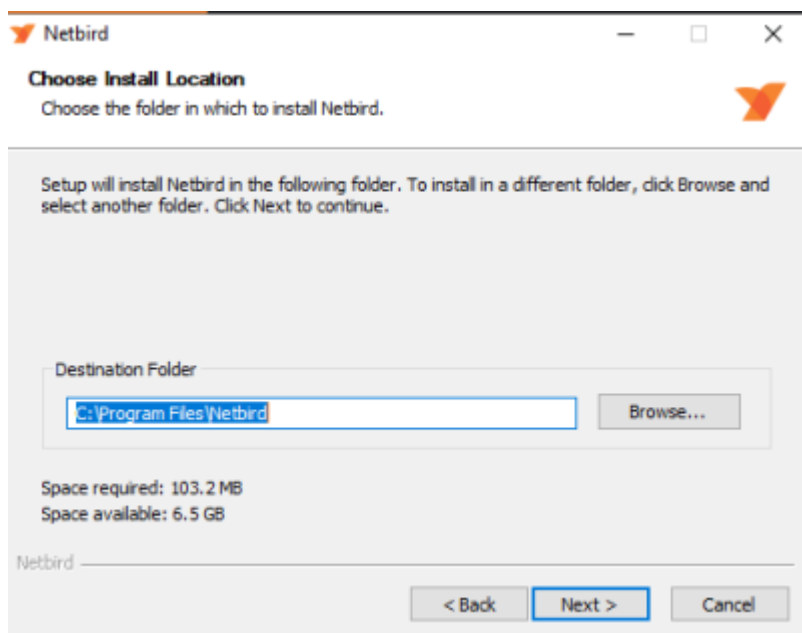 Netbird
Choose Install Location
Choose the folder in which to install Netbird.
Setup will install Netbird in the following folder. To install in a different folder, click Browse and
select another folder. Click Next to continue.
Destination Folder
C:\Program Files\Netbird
Browse...
Space required: 103.2 MB
Space available: 6.5 GB
Netbird
< Back
Next >
Cancel